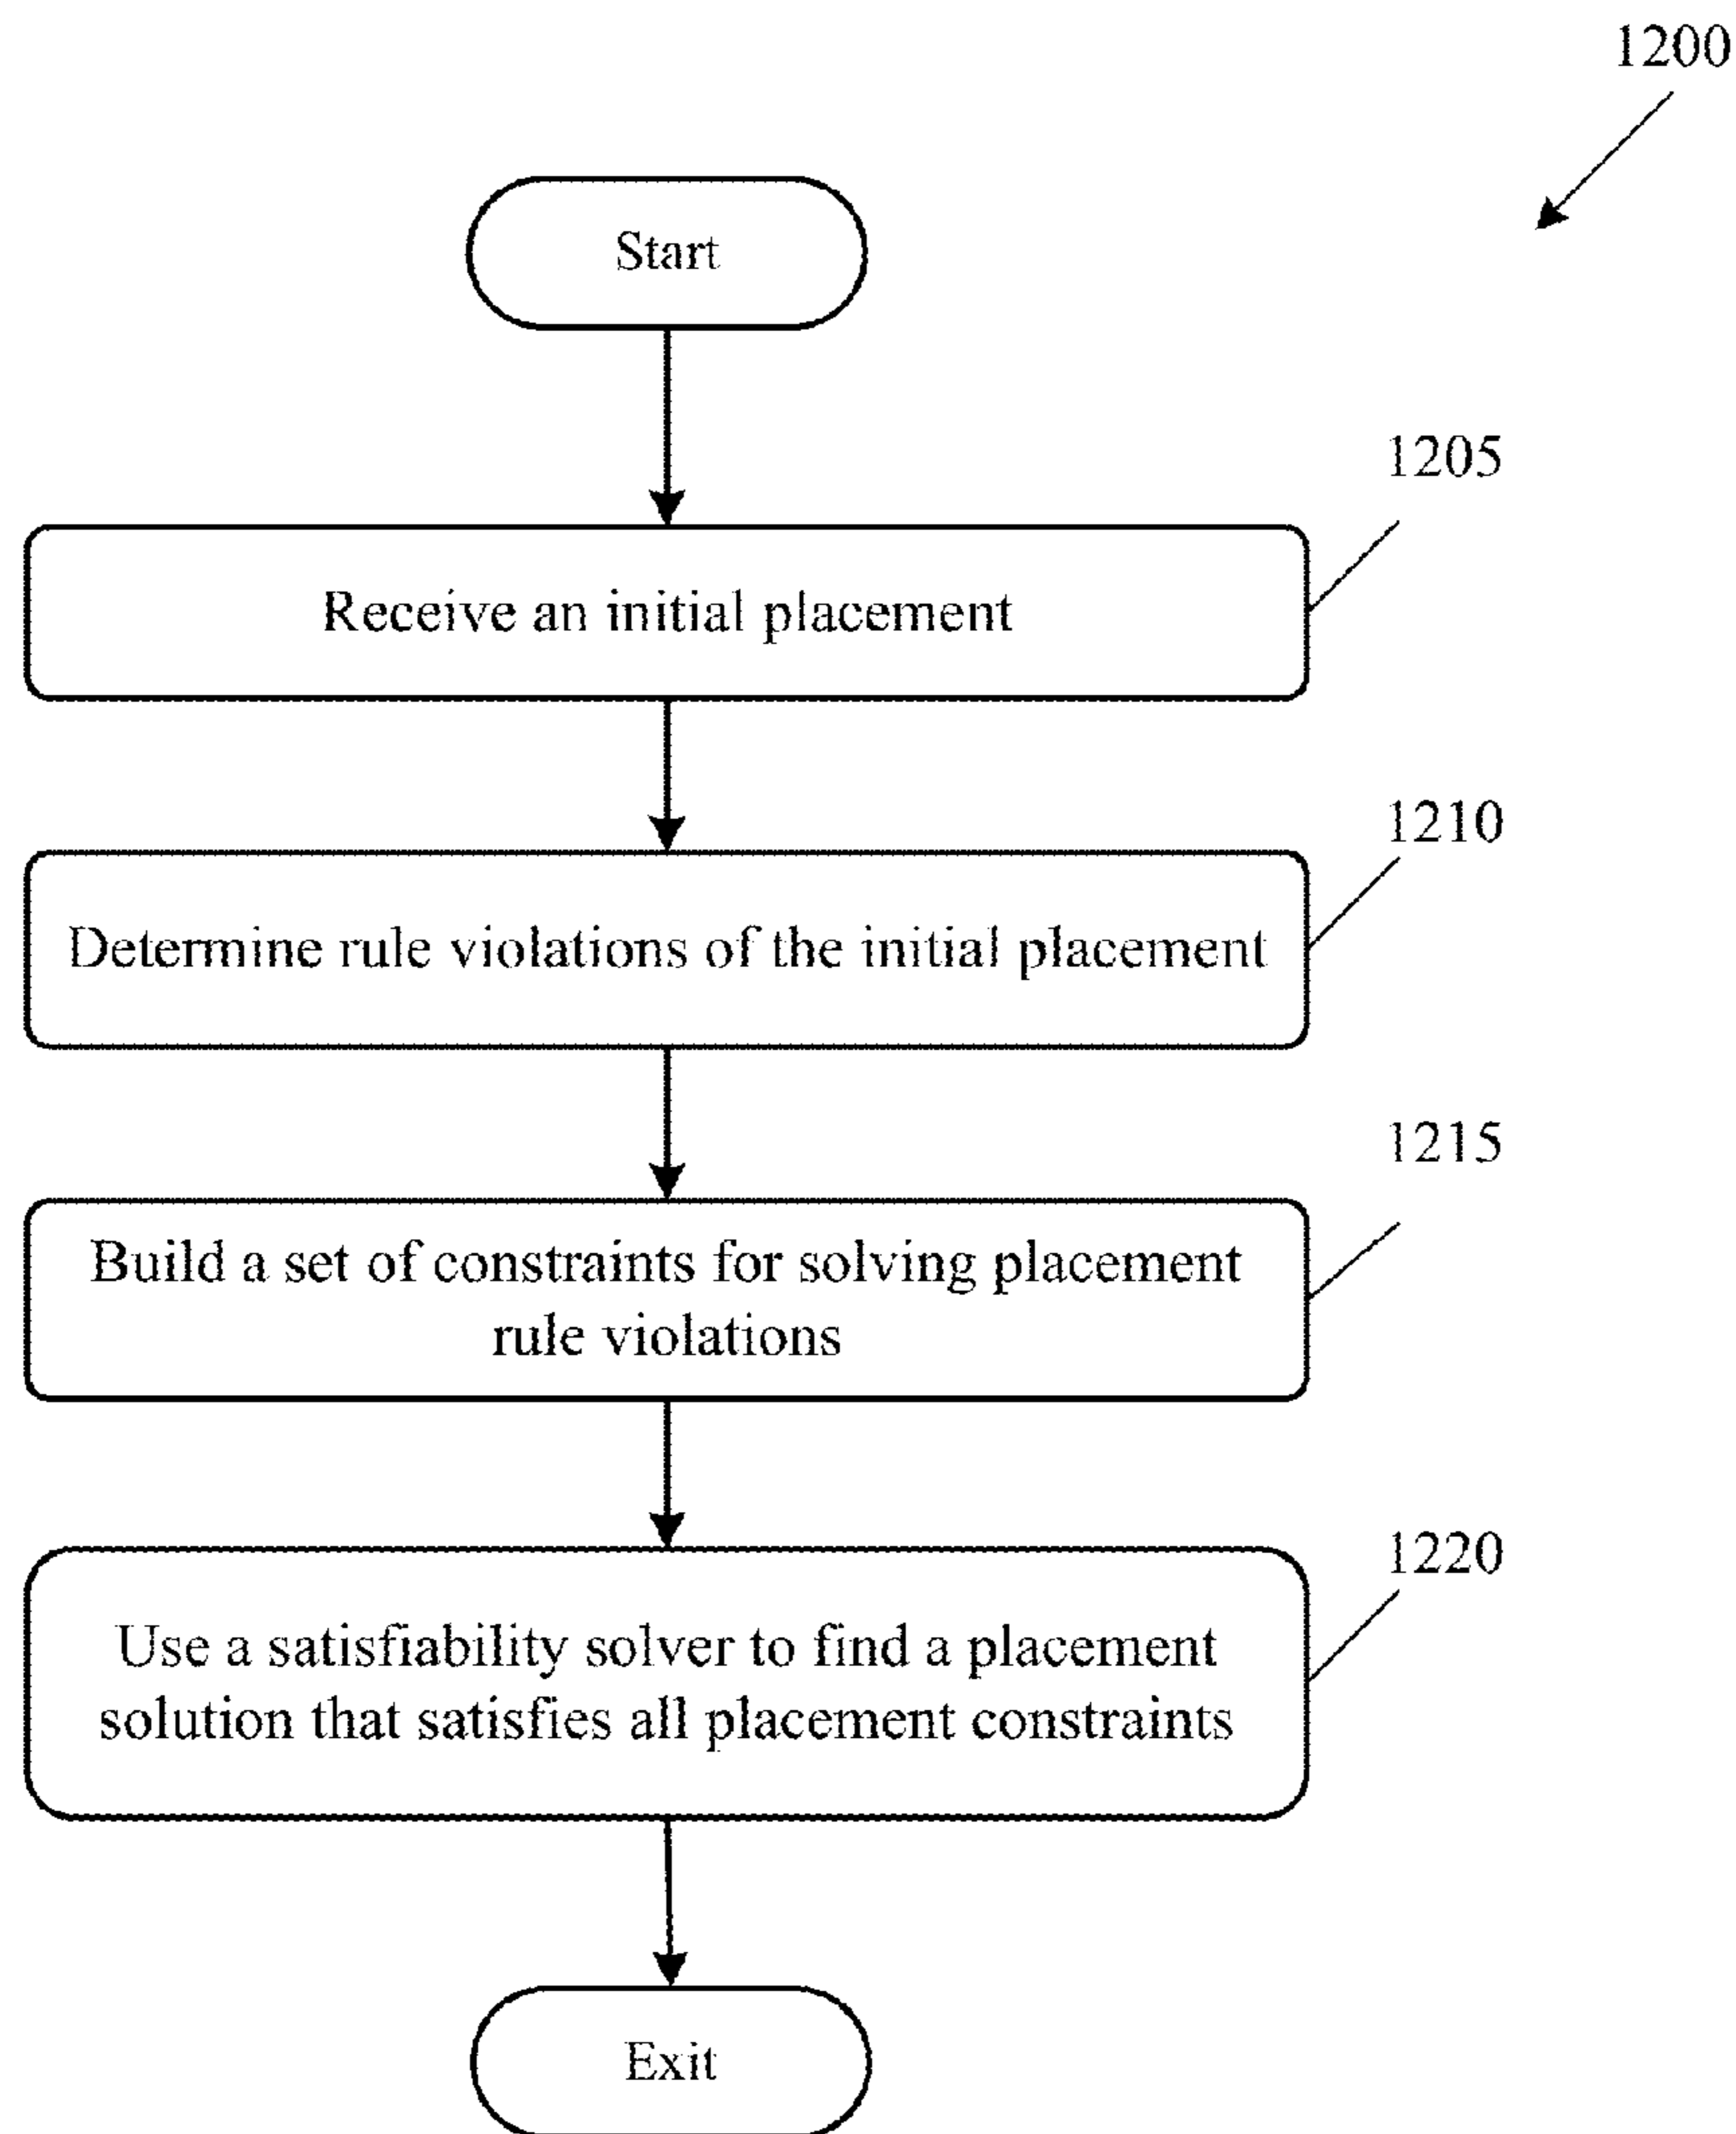 1200
Start
1205
Receive an initial placement
1210
Determine rule violations of the initial placement
1215
Build a set of constraints for solving placement
rule violations
1220
Use a satisfiability solver to find a placement
solution that satisfies all placement constraints
Exit